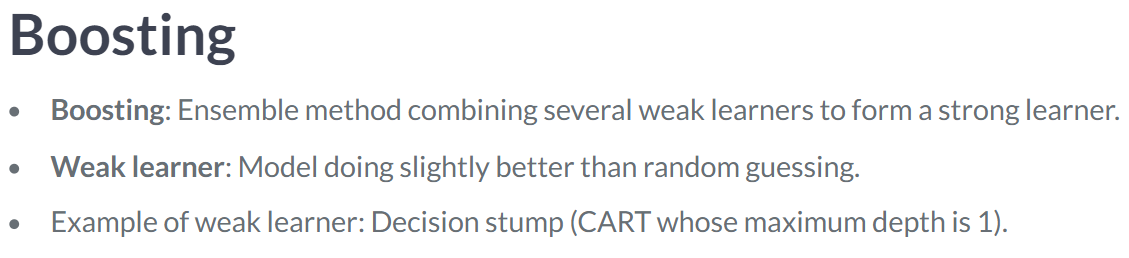 Boosting
• Boosting: Ensemble method combining several weak learners to form a strong learner.
• Weak learner: Model doing slightly better than random guessing.
• Example of weak learner: Decision stump (CART whose maximum depth is 1).